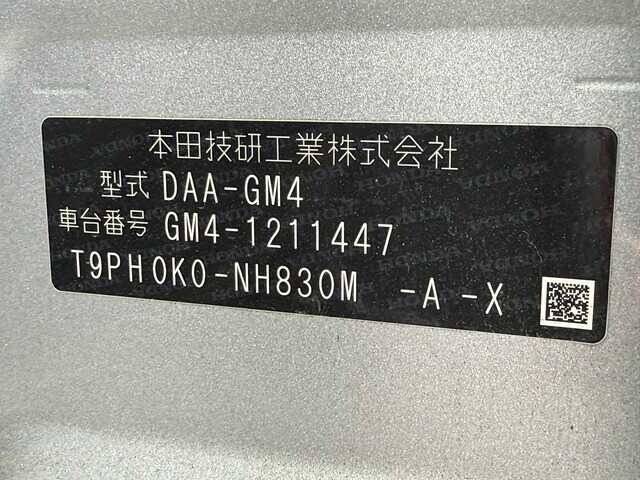 本田技研工業株式会社
型式 DAA-GM4
車台番号 GM4-1211447
T9PH0K0-NH830M -A -X